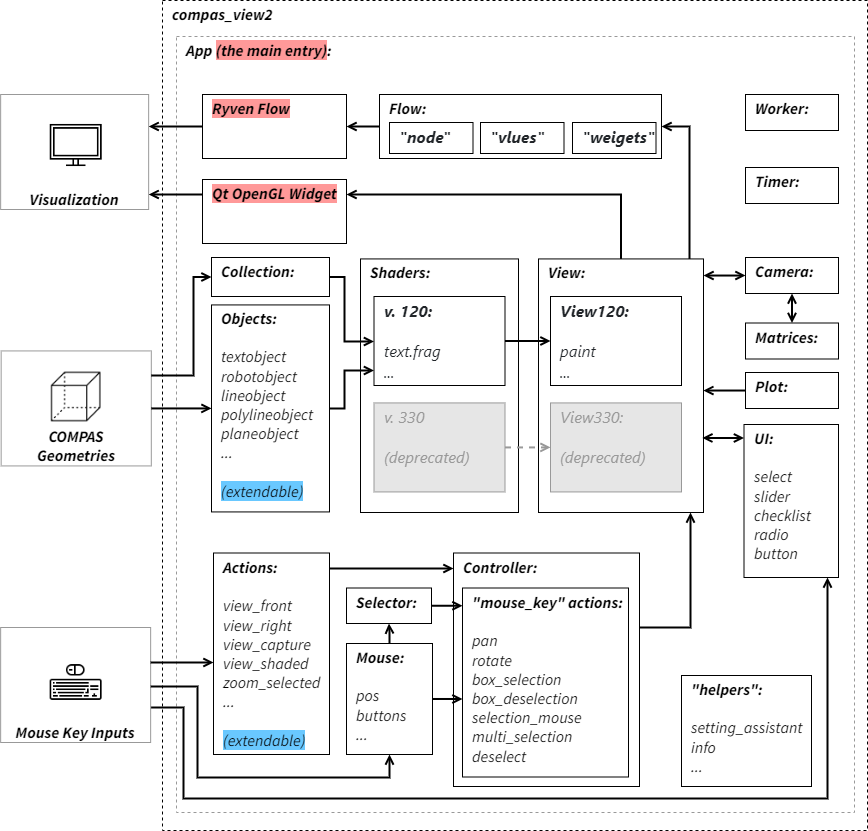 compas_view2
App (the main entry):
Visualization
Ryven Flow
Flow:
"node"
"vlues"
"weigets"
Worker:
Timer:
Qt OpenGL Widget
COMPAS
Geometries
Collection:
Objects:
textobject
robotobject
lineobject
polylineobject
planeobject
...
(extendable)
Shaders:
v. 120:
text.frag
...
v. 330
(deprecated)
View:
View120:
paint
...
View330:
(deprecated)
Camera:
Matrices:
Plot:
UI:
select
slider
checklist
radio
button
Mouse Key Inputs
Actions:
view_front
view_right
view_capture
view_shaded
zoom_selected
...
(extendable)
Selector:
Mouse:
pos
buttons
...
Controller:
"mouse_key" actions:
pan
rotate
box_selection
box_deselection
selection_mouse
multi_selection
deselect
"helpers":
setting_assistant
info
...